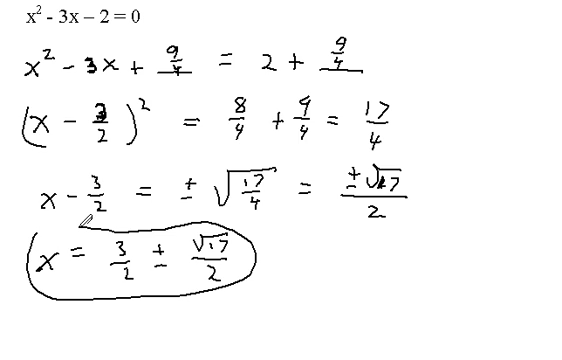 x² - 3x – 2 = 0
x² - 3x + 9/4 = 2 + 9/4
(x - 3/2)² = 8/4 + 9/4 = 17/4
x - 3/2 = ± √(17/4) = ±√17/2
x = 3/2 ± √17/2